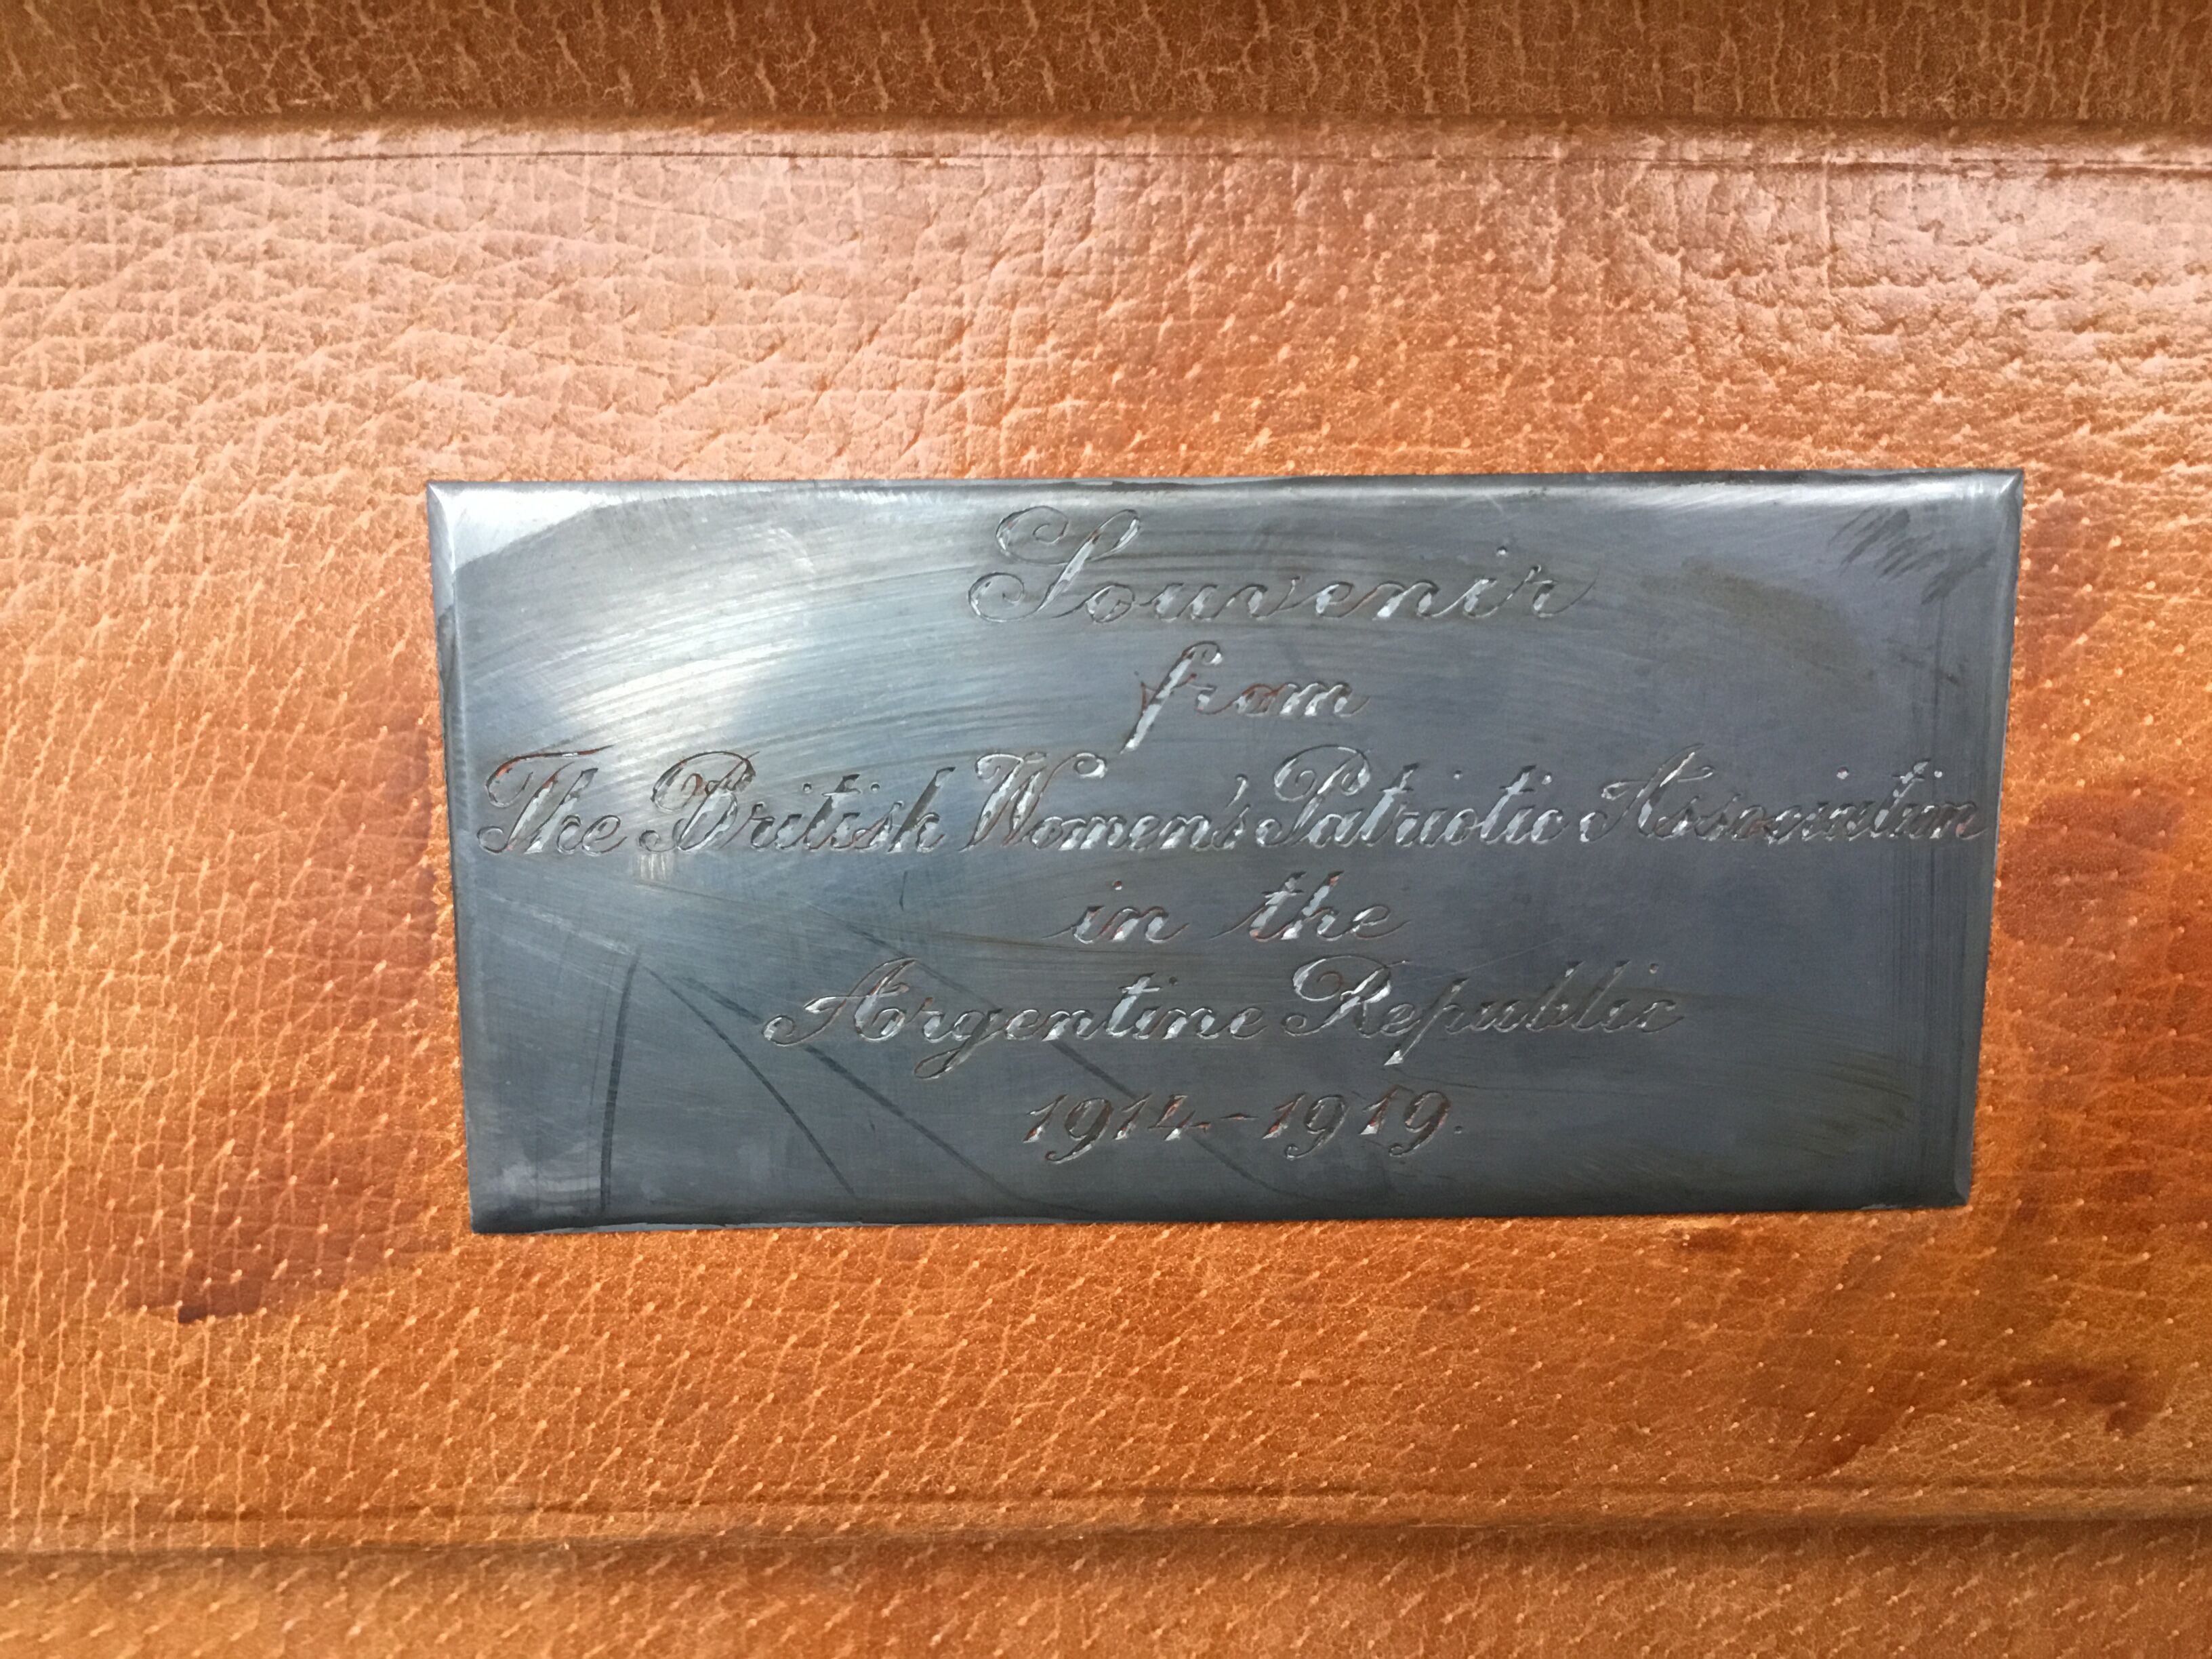 Souvenir
from
The British Women's Patriotic Association
in the
Argentine Republic
1914-1919.